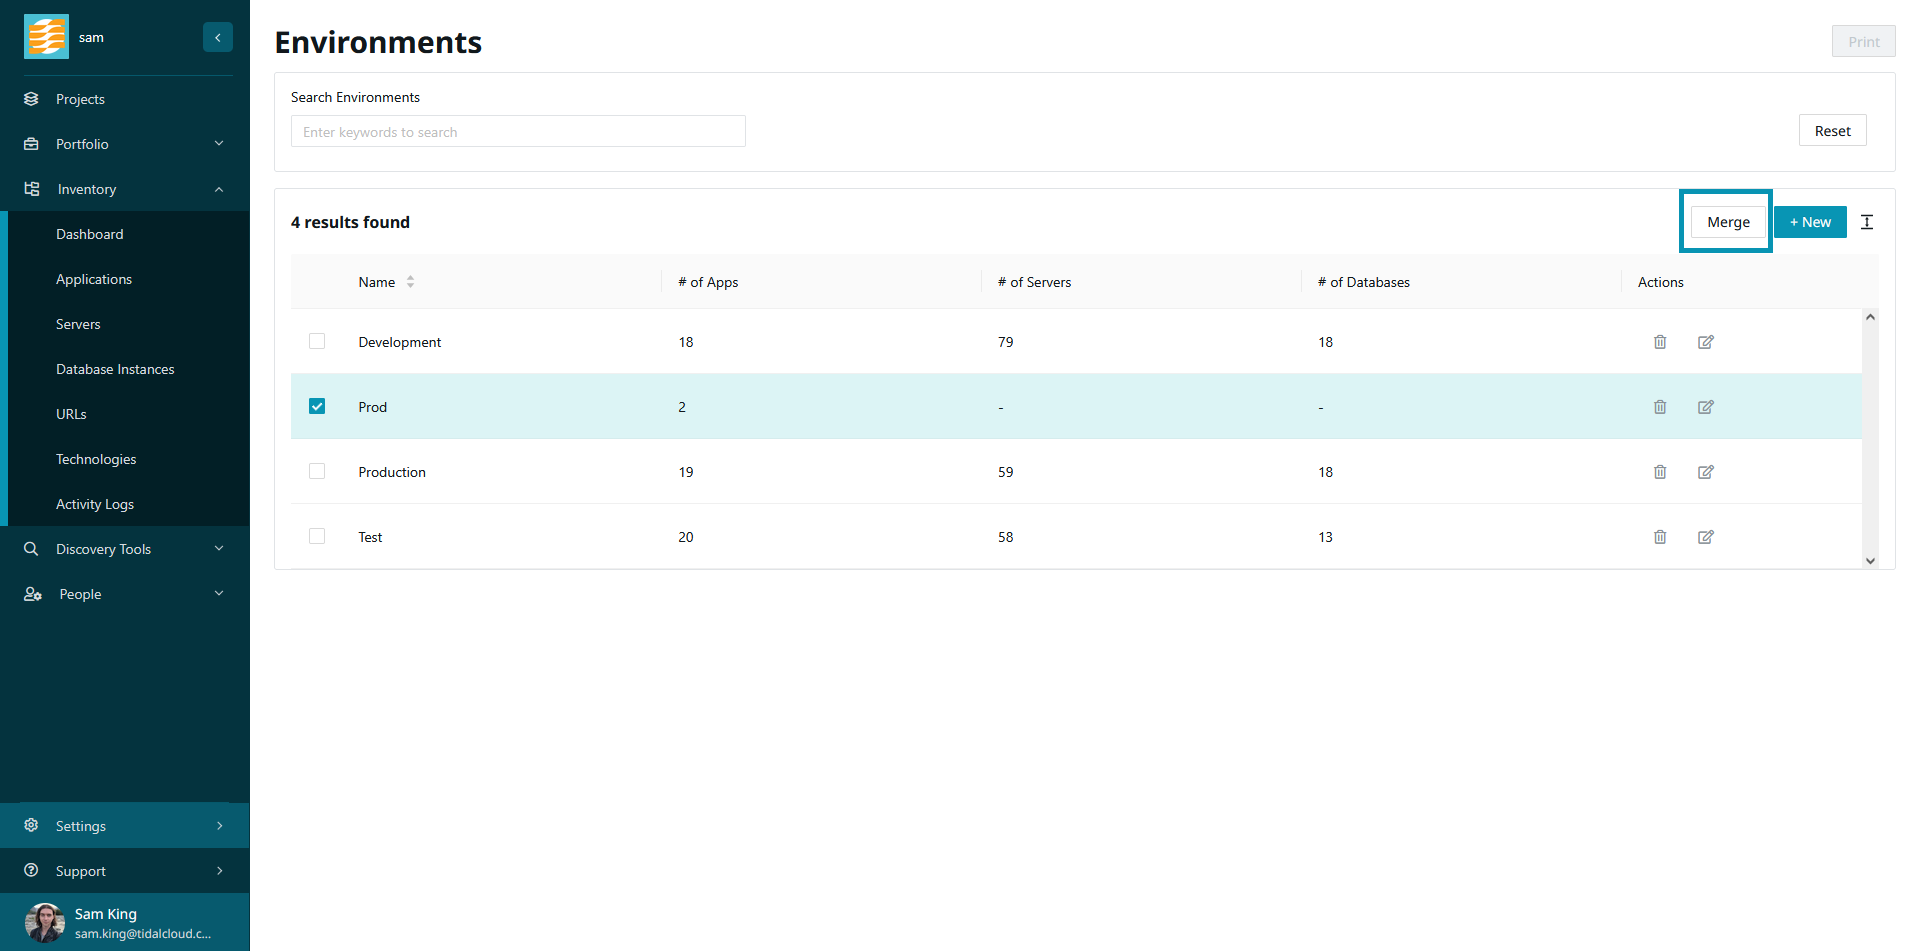 sam
Projects
Portfolio
Inventory
Dashboard
Applications
Servers
Database Instances
URLs
Technologies
Activity Logs
Discovery Tools
People
Settings
Support
Sam King
sam.king@tidalcloud.c...
Environments
Print
Search Environments
Enter keywords to search
Reset
4 results found
Merge
+ New
Name # of Apps # of Servers # of Databases Actions
Development 18 79 18
Prod 2 - -
Production 19 59 18
Test 20 58 13